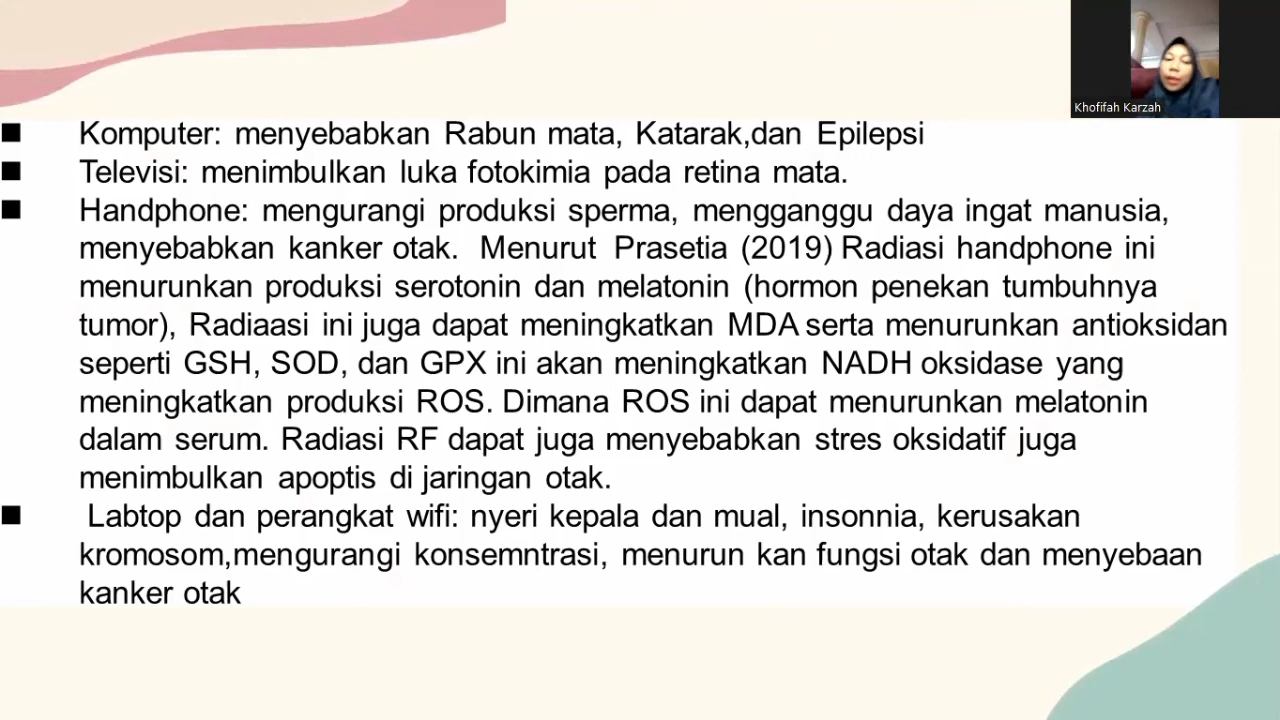 Khofifah Karzah
Komputer: menyebabkan Rabun mata, Katarak,dan Epilepsi
Televisi: menimbulkan luka fotokimia pada retina mata.
Handphone: mengurangi produksi sperma, mengganggu daya ingat manusia,
menyebabkan kanker otak. Menurut Prasetia (2019) Radiasi handphone ini
menurunkan produksi serotonin dan melatonin (hormon penekan tumbuhnya
tumor), Radiaasi ini juga dapat meningkatkan MDA serta menurunkan antioksidan
seperti GSH, SOD, dan GPX ini akan meningkatkan NADH oksidase yang
meningkatkan produksi ROS. Dimana ROS ini dapat menurunkan melatonin
dalam serum. Radiasi RF dapat juga menyebabkan stres oksidatif juga
menimbulkan apoptis di jaringan otak.
Labtop dan perangkat wifi: nyeri kepala dan mual, insonnia, kerusakan
kromosom,mengurangi konsemntrasi, menurun kan fungsi otak dan menyebaan
kanker otak